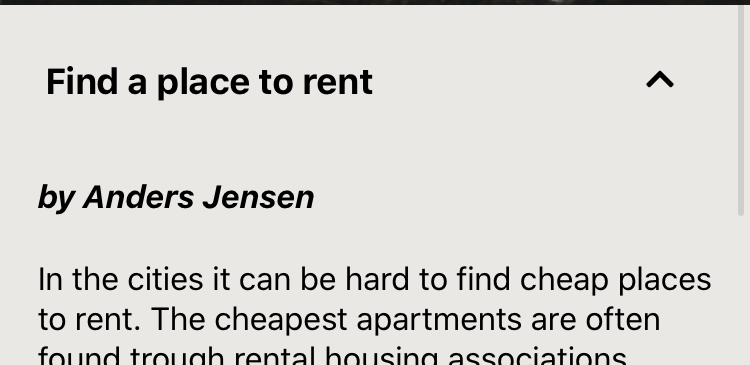 Find a place to rent
by Anders Jensen
In the cities it can be hard to find cheap places
to rent. The cheapest apartments are often
found trough rental housing associations